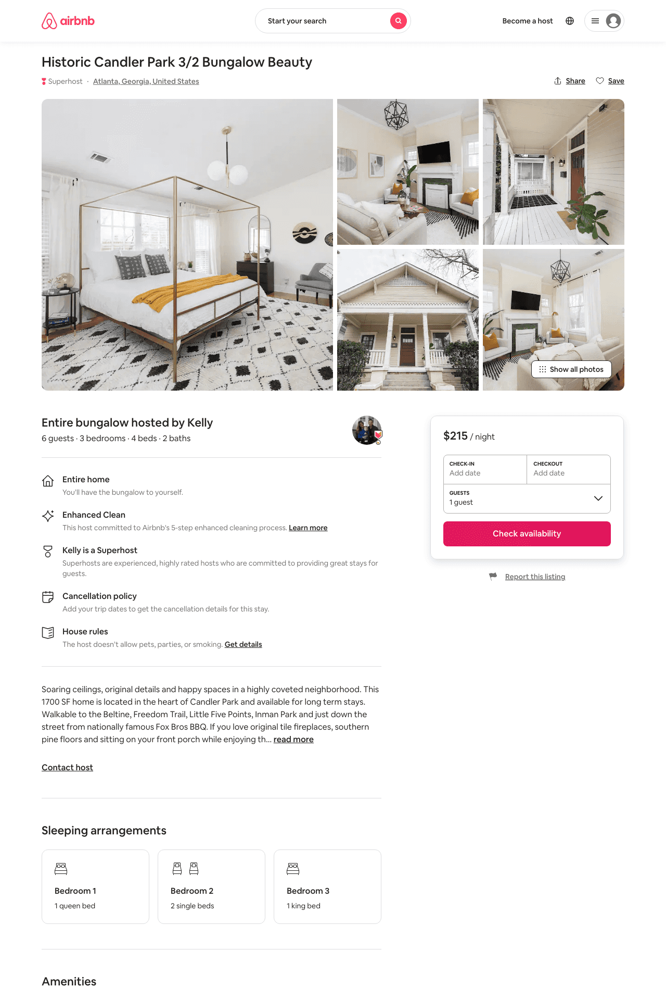 airbnb
Start your search
Become a host
Historic Candler Park 3/2 Bungalow Beauty
Superhost · Atlanta, Georgia, United States
Share
Save
Show all photos
Entire bungalow hosted by Kelly
6 guests · 3 bedrooms · 4 beds · 2 baths
Entire home
You’ll have the bungalow to yourself.
Enhanced Clean
This host committed to Airbnb's 5-step enhanced cleaning process. Learn more
Kelly is a Superhost
Superhosts are experienced, highly rated hosts who are committed to providing great stays for
guests.
Cancellation policy
Add your trip dates to get the cancellation details for this stay.
House rules
The host doesn’t allow pets, parties, or smoking. Get details
$215 / night
CHECK-IN
Add date
CHECKOUT
Add date
GUESTS
1 guest
Check availability
Report this listing
Soaring ceilings, original details and happy spaces in a highly coveted neighborhood. This
1700 SF home is located in the heart of Candler Park and available for long term stays.
Walkable to the Beltine, Freedom Trail, Little Five Points, Inman Park and just down the
street from nationally famous Fox Bros BBQ. If you love original tile fireplaces, southern
pine floors and sitting on your front porch while enjoying th... read more
Contact host
Sleeping arrangements
Bedroom 1
1 queen bed
Bedroom 2
2 single beds
Bedroom 3
1 king bed
Amenities